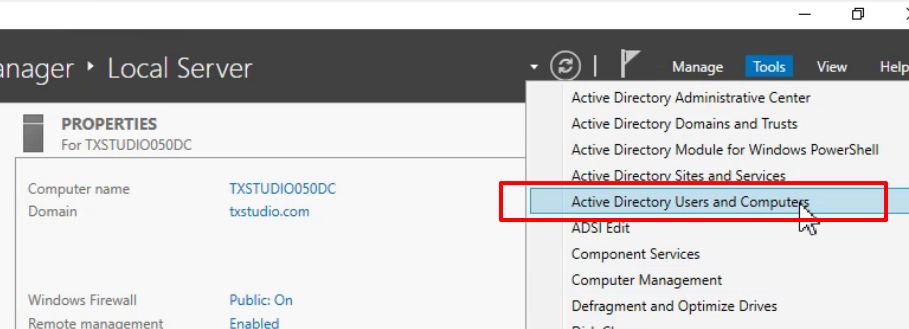 anager ‣ Local Server
Manage Tools View Help
PROPERTIES
For TXSTUDIO050DC
Computer name TXSTUDIO050DC
Domain txstudio.com
Windows Firewall Public: On
Remote management Enabled
Active Directory Administrative Center
Active Directory Domains and Trusts
Active Directory Module for Windows PowerShell
Active Directory Sites and Services
Active Directory Users and Computers
ADSI Edit
Component Services
Computer Management
Defragment and Optimize Drives